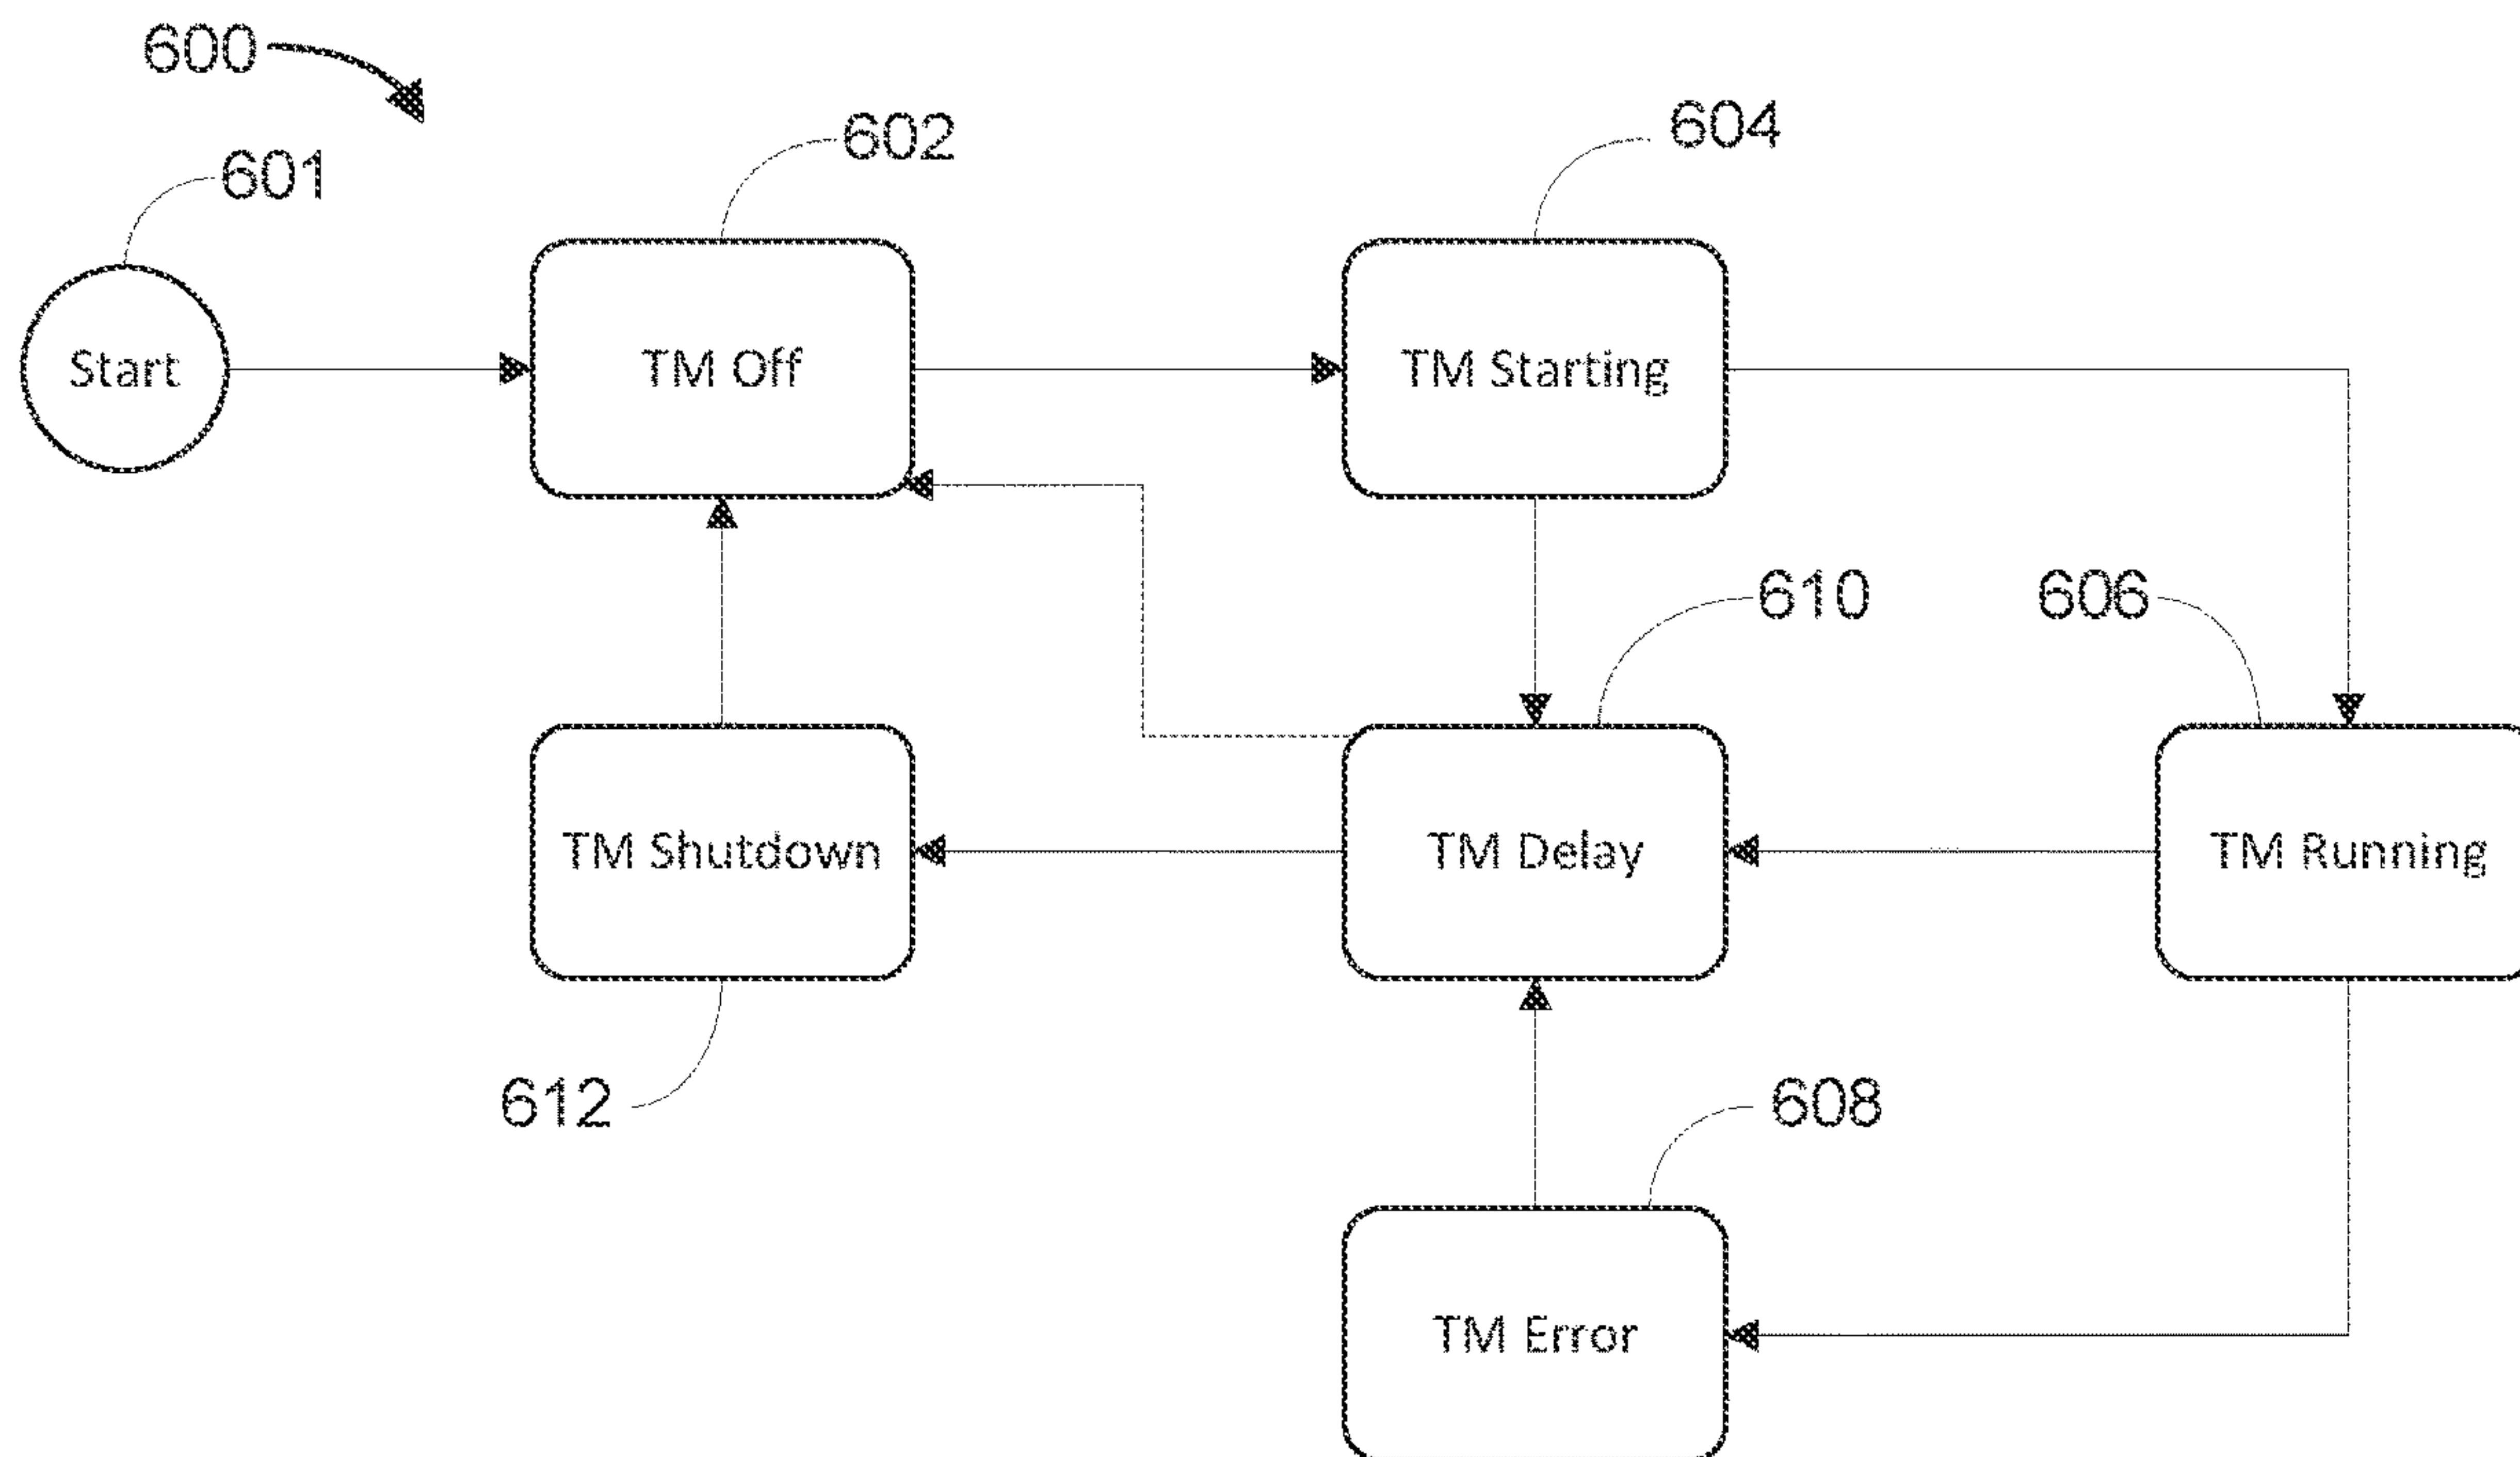 600
601
602
604
Start
TM Off
TM Starting
610
606
TM Shutdown
TM Delay
TM Running
612
608
TM Error